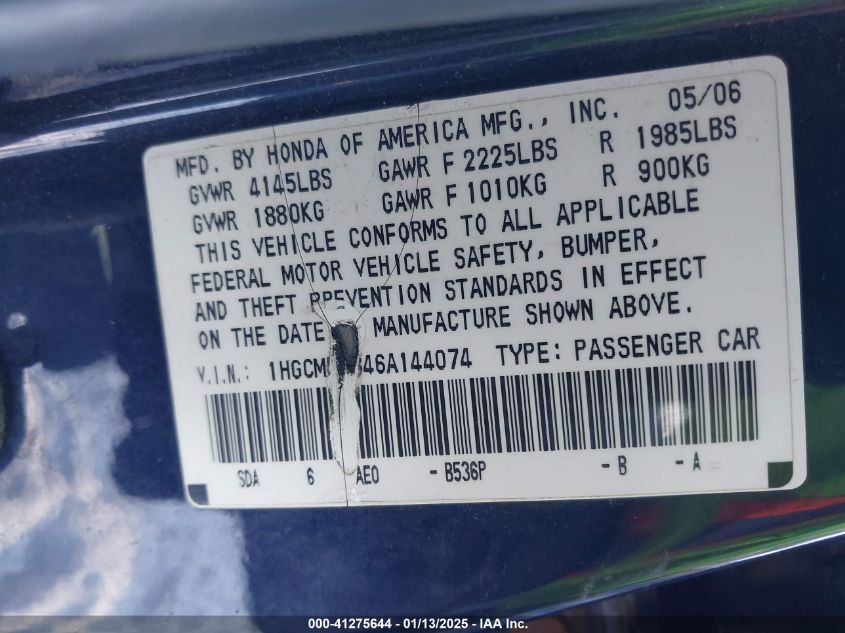 MFD. BY HONDA OF AMERICA MFG., INC. 05/06
GVWR 4145LBS GAWR F 2225LBS R 1985LBS
GVWR 1880KG GAWR F 1010KG R 900KG
THIS VEHICLE CONFORMS TO ALL APPLICABLE
FEDERAL MOTOR VEHICLE SAFETY, BUMPER,
AND THEFT PREVENTION STANDARDS IN EFFECT
ON THE DATE MANUFACTURE SHOWN ABOVE.
V.I.N.: 1HGCM 46A144074 TYPE: PASSENGER CAR
SDA 6 AEO -B536P -B -A
000-41275644 / 01/13/2025 - IAA Inc.